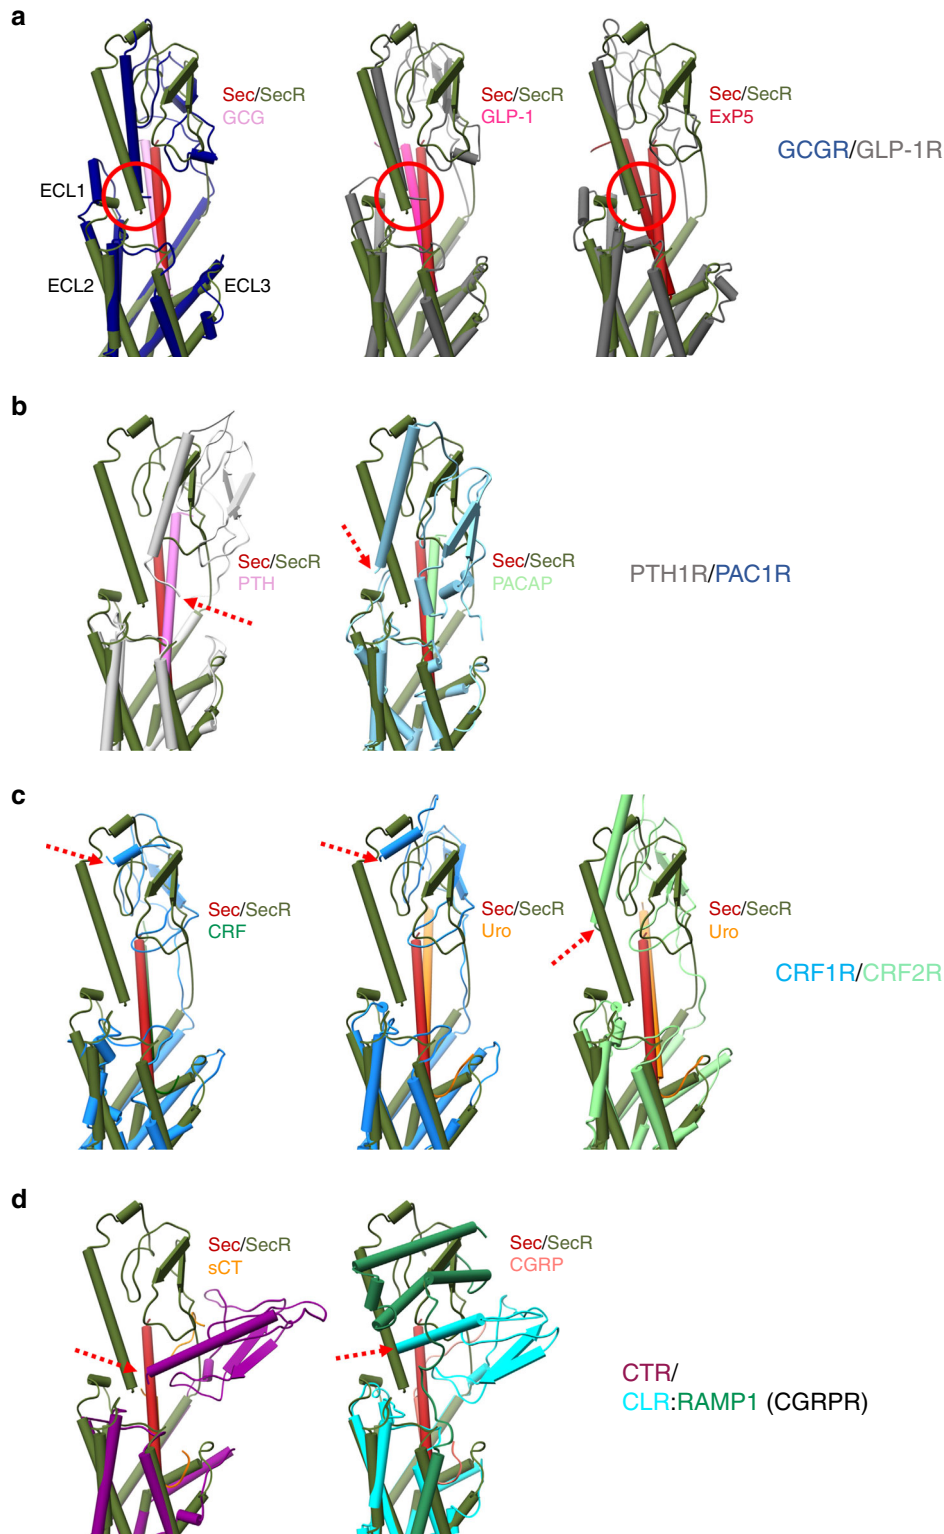 a
Sec/SecR
GCG
Sec/SecR
GLP-1
Sec/SecR
ExP5
GCGR/GLP-1R
ECL1
ECL2
ECL3
b
Sec/SecR
PTH
Sec/SecR
PACAP
PTH1R/PAC1R
c
Sec/SecR
CRF
Sec/SecR
Uro
Sec/SecR
Uro
CRF1R/CRF2R
d
Sec/SecR
sCT
Sec/SecR
CGRP
CTR/
CLR:RAMP1 (CGRPR)